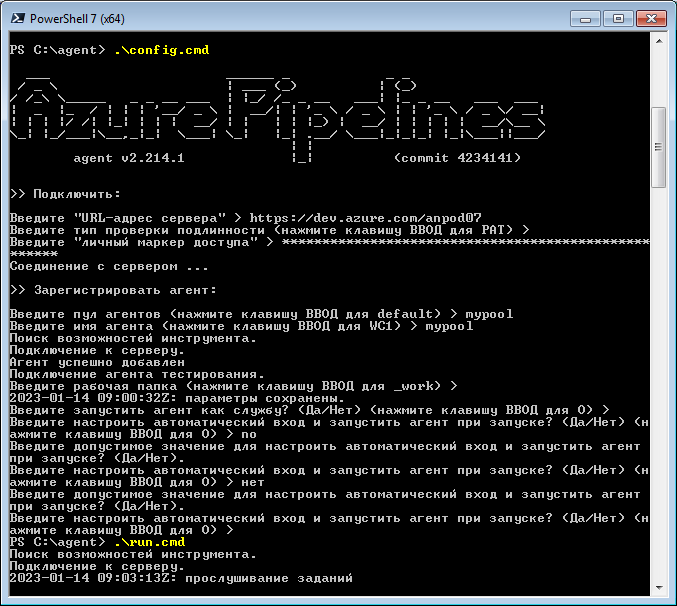 PowerShell 7 (x64)
PS C:\agent> .\config.cmd
AzurePipelines
agent v2.214.1 (commit 4234141)
>> Подключить:
Введите "URL-адрес сервера" > https://dev.azure.com/anpod07
Введите тип проверки подлинности (нажмите клавишу ВВОД для PAT) >
Введите "личный маркер доступа" > **********************************************
******
Соединение с сервером ...
>> Зарегистрировать агент:
Введите пул агентов (нажмите клавишу ВВОД для default) > mypool
Введите имя агента (нажмите клавишу ВВОД для WC1) > mypool
Поиск возможностей инструмента.
Подключение к серверу.
Агент успешно добавлен
Подключение агента тестирования.
Введите рабочая папка (нажмите клавишу ВВОД для _work) >
2023-01-14 09:00:32Z: параметры сохранены.
Введите запустить агент как службу? (Да/Нет) (нажмите клавишу ВВОД для О) >
Введите настроить автоматический вход и запустить агент при запуске? (Да/Нет) (н
ажмите клавишу ВВОД для О) > no
Введите допустимое значение для настроить автоматический вход и запустить агент
при запуске? (Да/Нет).
Введите настроить автоматический вход и запустить агент при запуске? (Да/Нет) (н
ажмите клавишу ВВОД для О) > нет
Введите допустимое значение для настроить автоматический вход и запустить агент
при запуске? (Да/Нет).
Введите настроить автоматический вход и запустить агент при запуске? (Да/Нет) (н
ажмите клавишу ВВОД для О) >
PS C:\agent> .\run.cmd
Поиск возможностей инструмента.
Подключение к серверу.
2023-01-14 09:03:13Z: прослушивание заданий